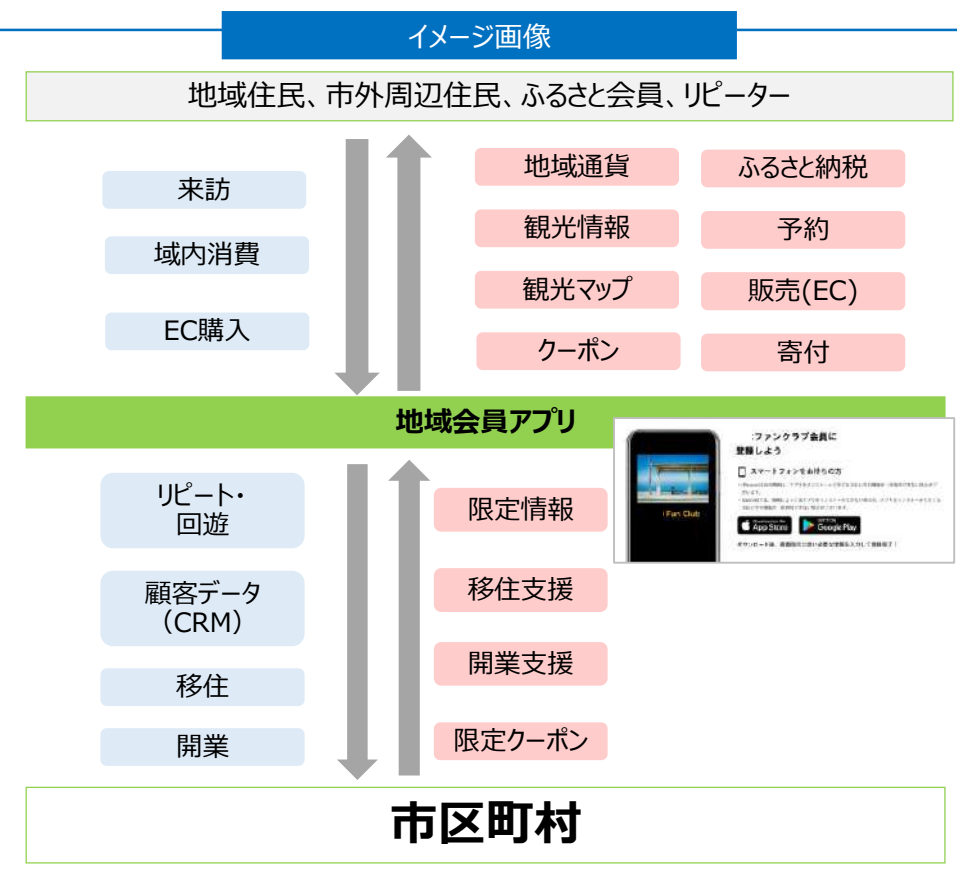 イメージ画像
地域住民、市外周辺住民、ふるさと会員、リピーター
来訪
域内消費
EC購入
地域通貨
ふるさと納税
観光情報
予約
観光マップ
販売(EC)
クーポン
寄付
地域会員アプリ
リピート・
回遊
顧客データ
（CRM）
移住
開業
限定情報
移住支援
開業支援
限定クーポン
Fan Club
:ファンクラブ会員に
登録しよう
スマートフォンをお持ちの方
App Store
Google Play
市区町村